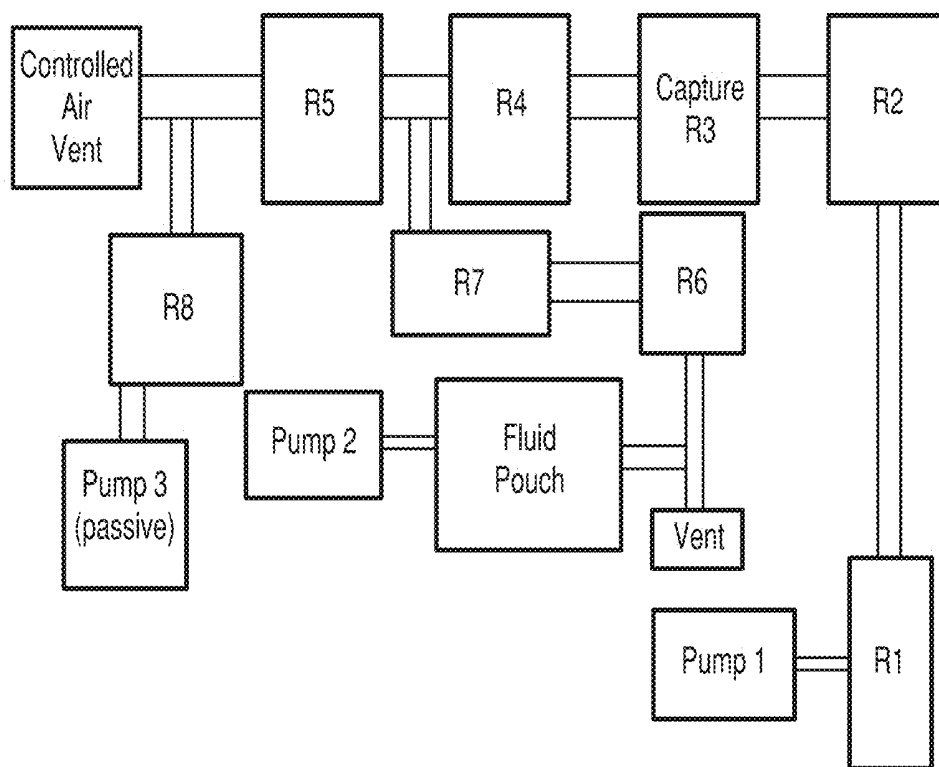 Controlled
Air
Vent
R5
R4
Capture
R3
R2
R8
R7
R6
Pump 3
(passive)
Pump 2
Fluid
Pouch
Vent
Pump 1
R1